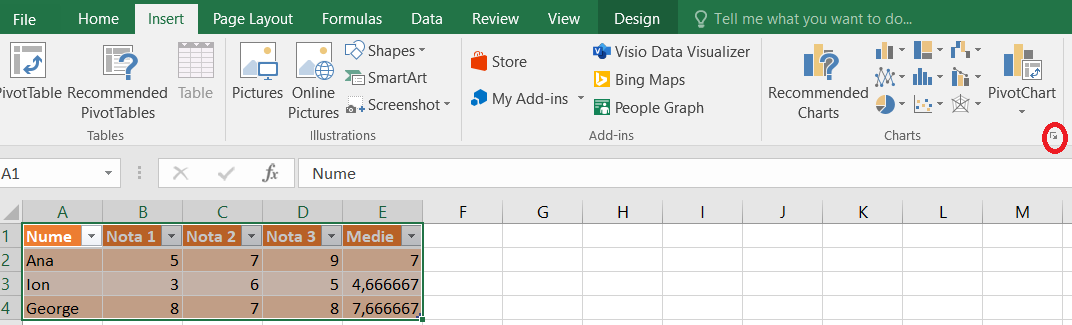 File Home Insert Page Layout Formulas Data Review View Design Tell me what you want to do...
PivotTable Recommended PivotTables Table
Pictures Online Pictures
Shapes
SmartArt
Screenshot
Store
My Add-ins
Visio Data Visualizer
Bing Maps
People Graph
Recommended Charts
PivotChart
Tables Illustrations Add-ins Charts
A1 fx Nume
A B C D E F G H I J K L M
1 Nume Nota 1 Nota 2 Nota 3 Medie
2 Ana 5 7 9 7
3 Ion 3 6 5 4,666667
4 George 8 7 8 7,666667